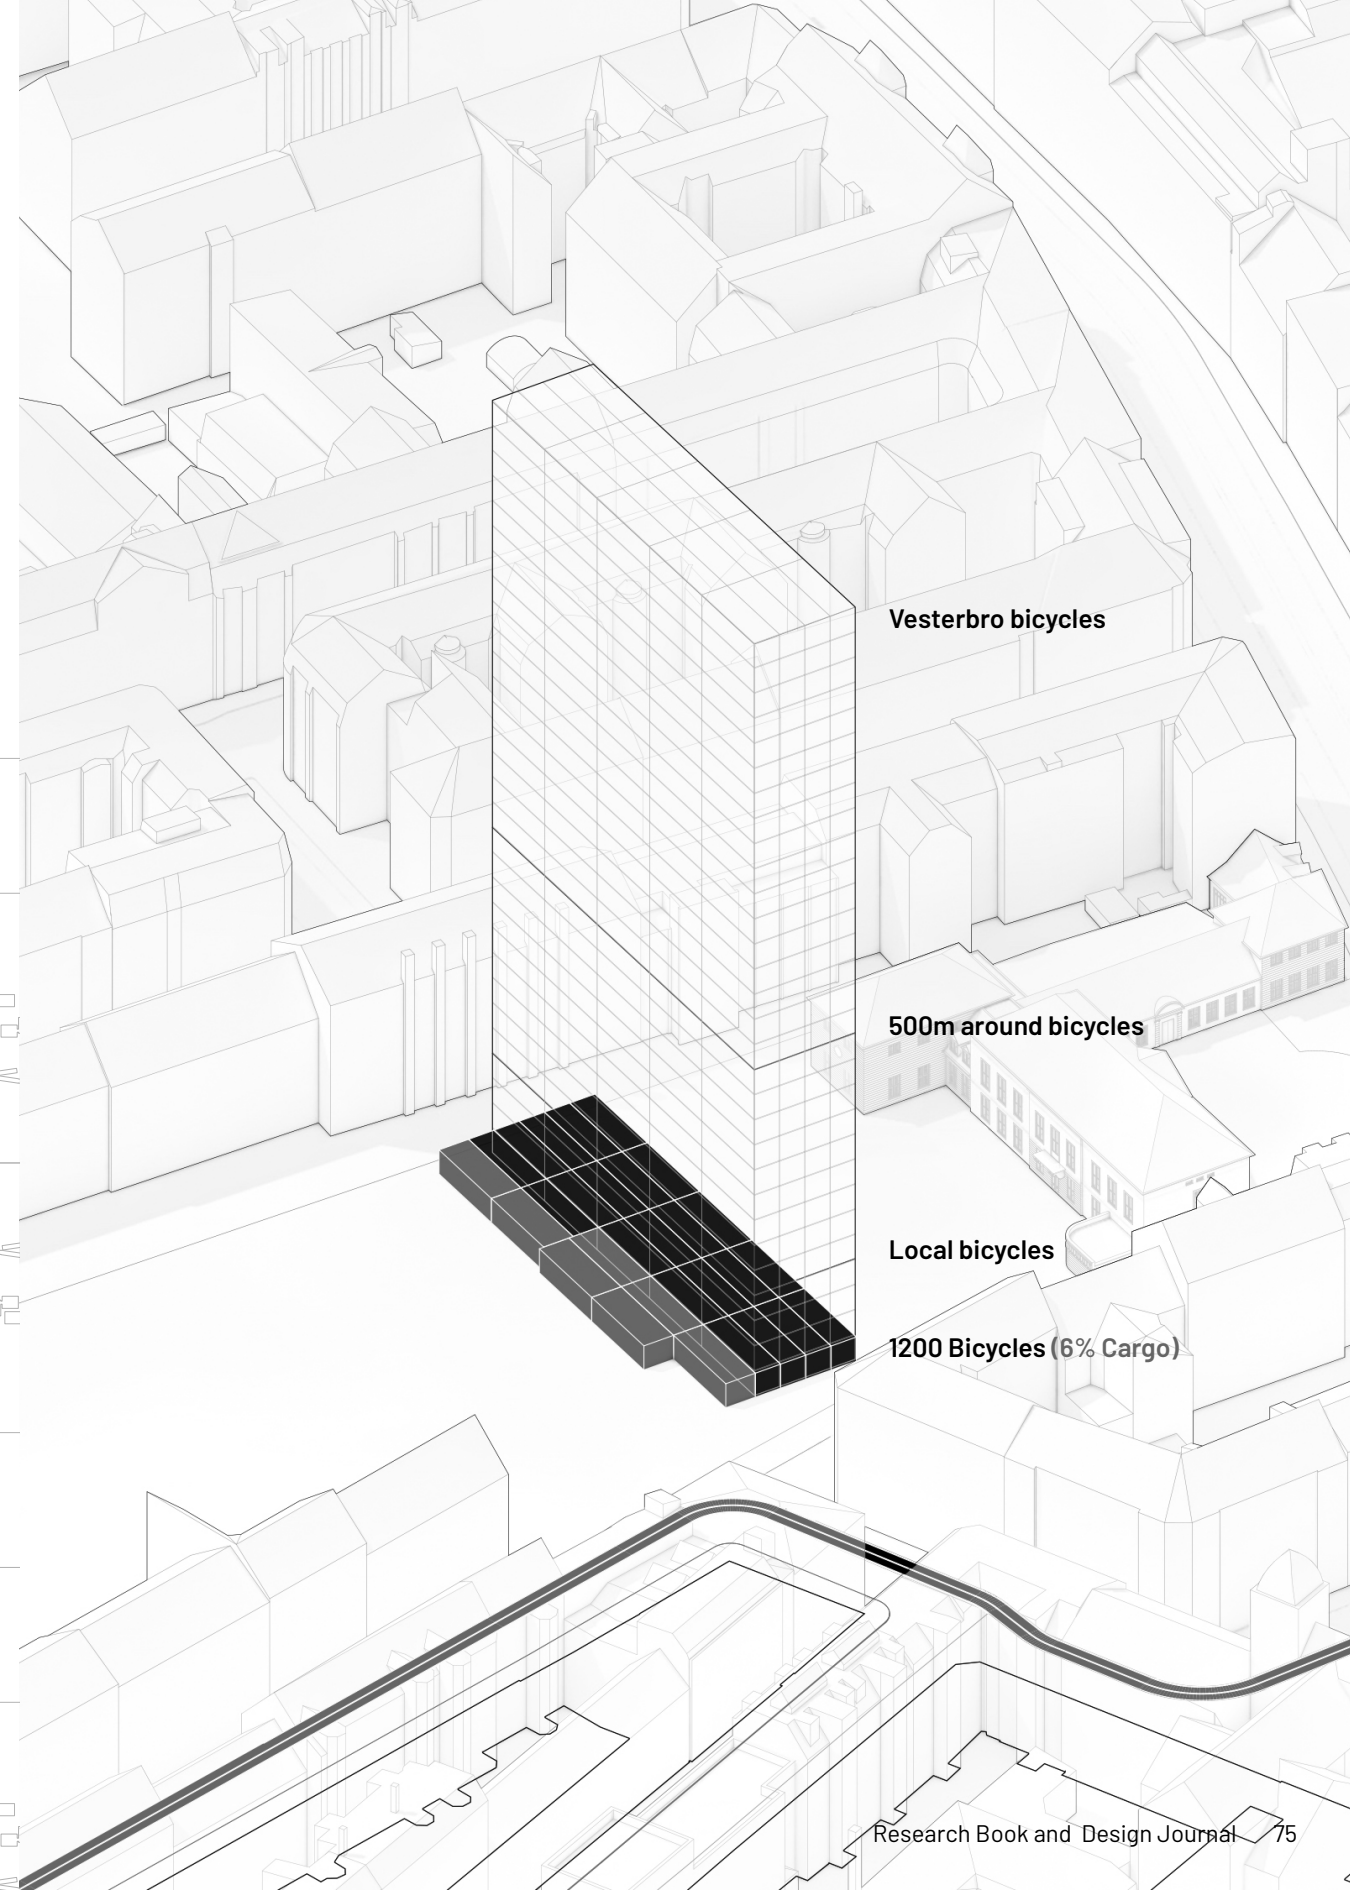 Vesterbro bicycles
500m around bicycles
Local bicycles
1200 Bicycles (6% Cargo)
Research Book and Design Journal 75